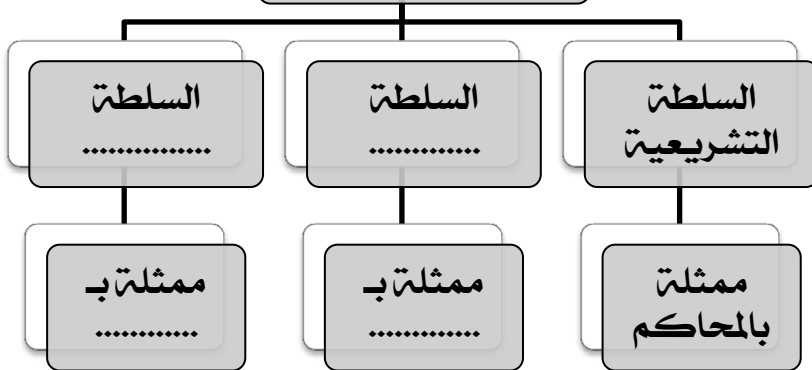 السلطة
التشريعية
السلطة
.............
السلطة
...............
ممثلة
بالمحاكم
ممثلة بـ
.............
ممثلة بـ
............